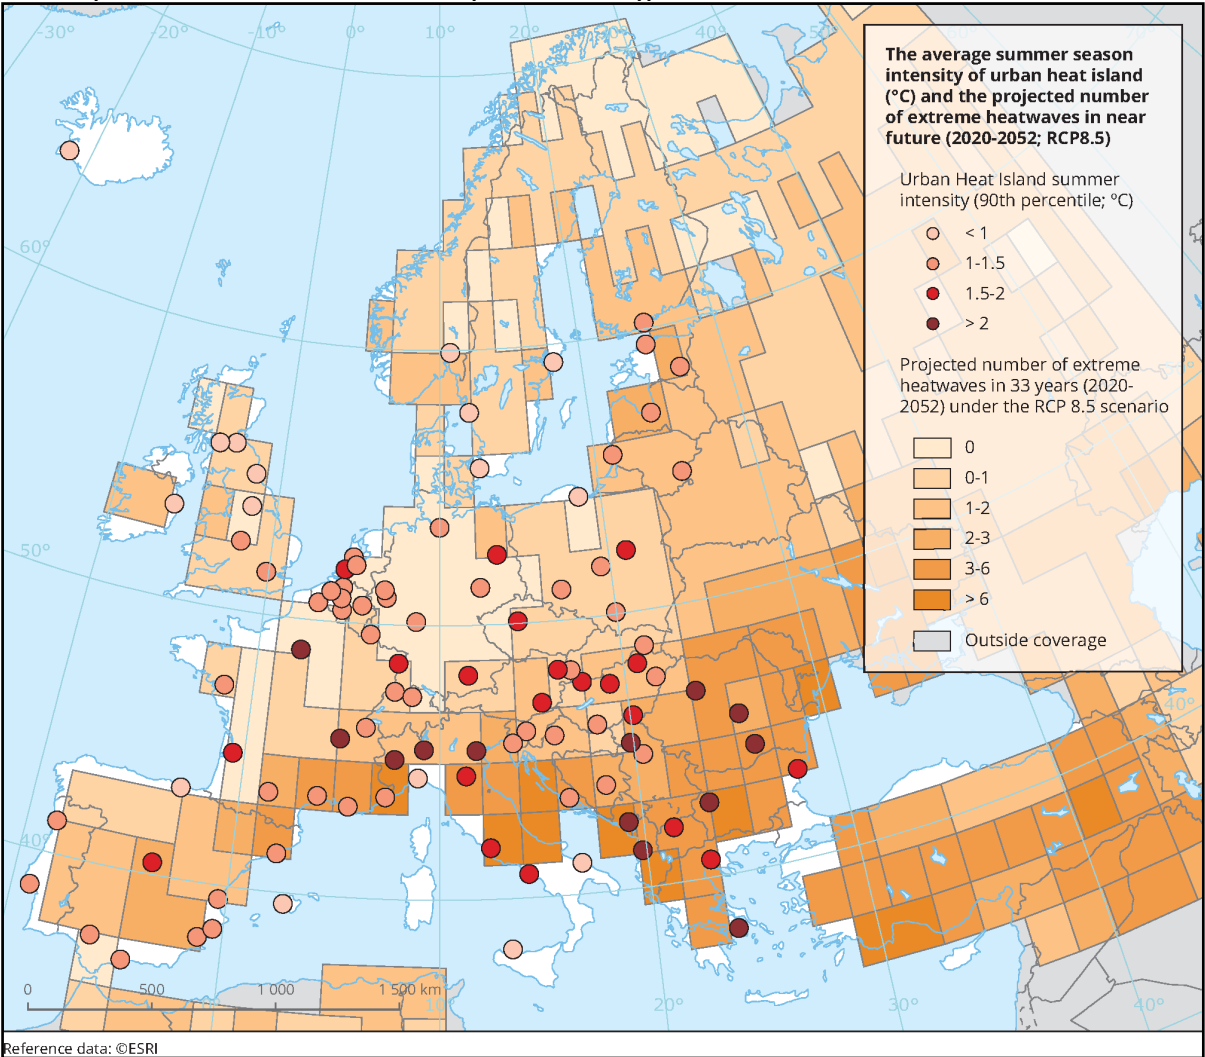 -30°
-20°
-10°
0°
10°
20°
30°
40°
50°
70°
60°
50°
40°
40°
10°
20°
30°
40°
The average summer season
intensity of urban heat island
(°C) and the projected number
of extreme heatwaves in near
future (2020-2052; RCP8.5)
Urban Heat Island summer
intensity (90th percentile; ºC)
< 1
1-1.5
1.5-2
> 2
Projected number of extreme
heatwaves in 33 years (2020-
2052) under the RCP 8.5 scenario
0
0-1
1-2
2-3
3-6
> 6
Outside coverage
0 500 1 000 1 500 km
Reference data: ©ESRI